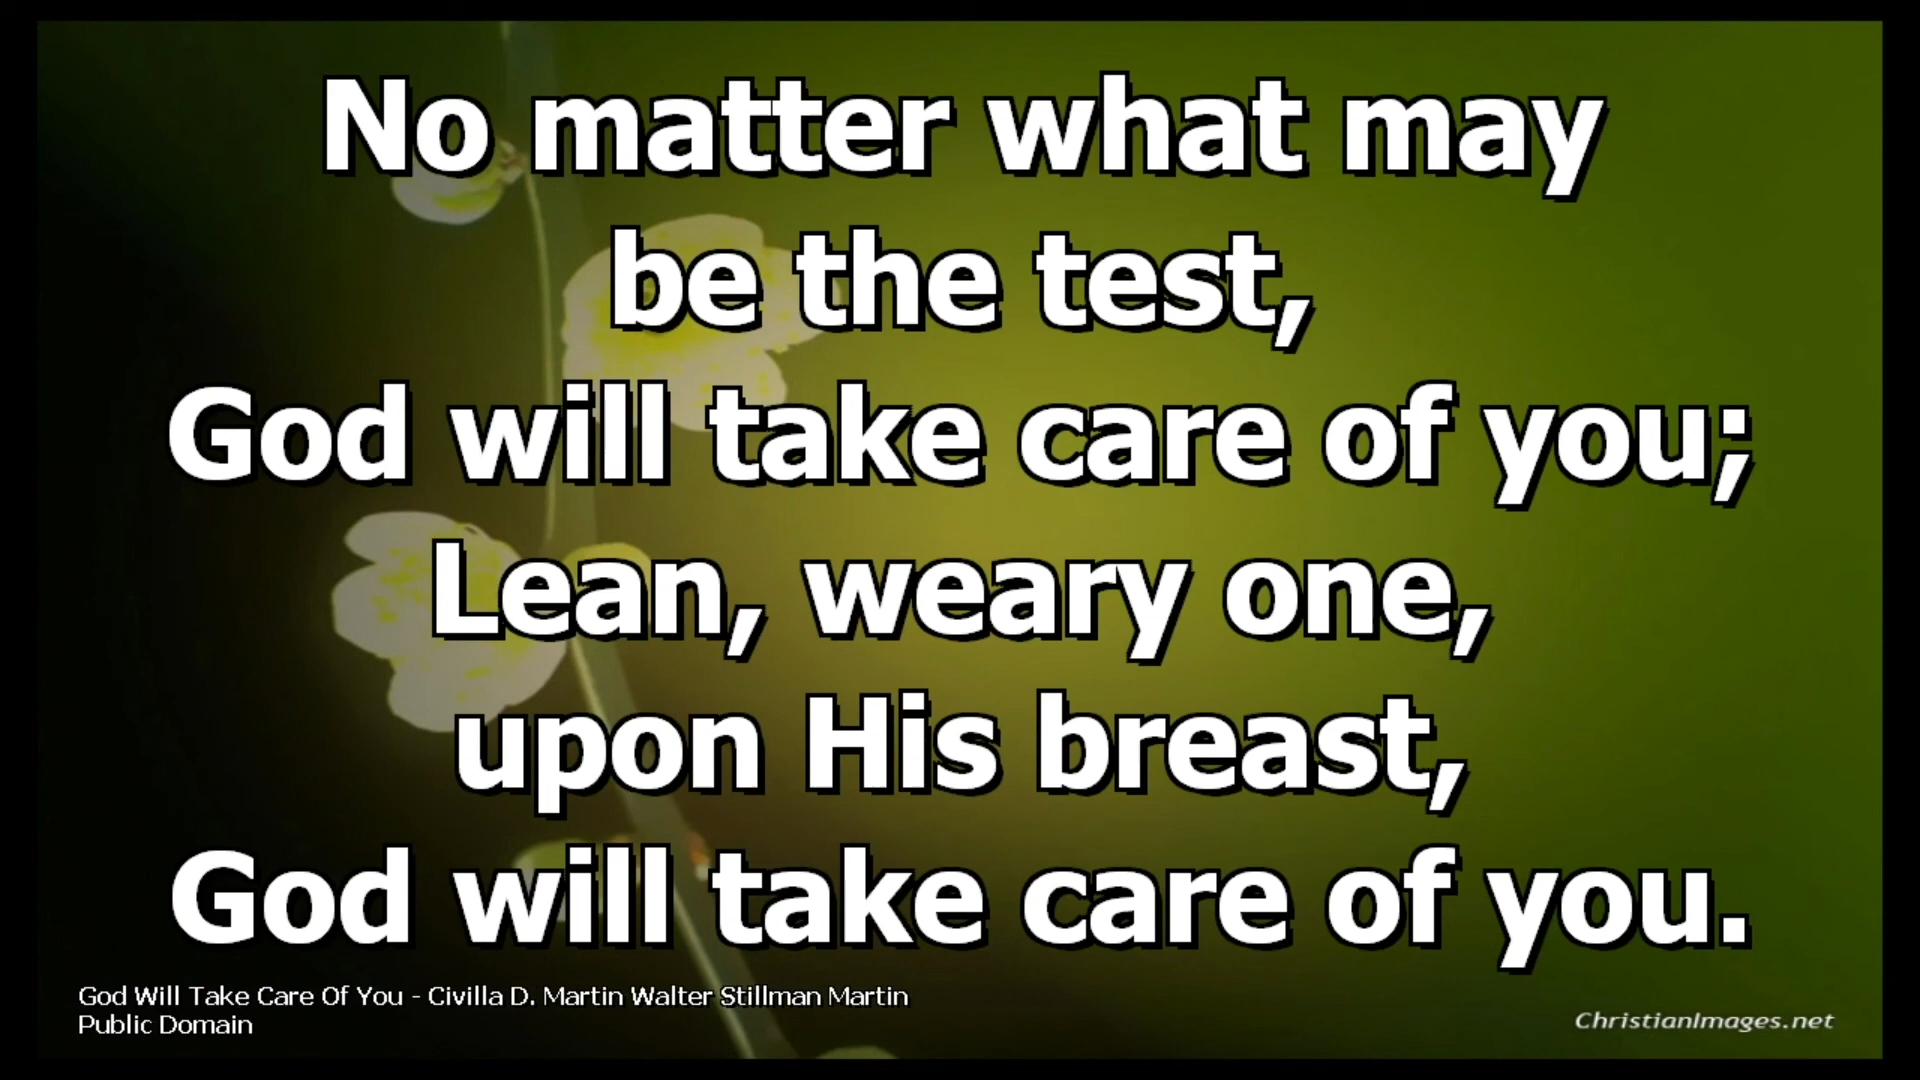 No matter what may
be the test,
God will take care of you;
Lean, weary one,
upon His breast,
God will take care of you.
God Will Take Care Of You - Civilla D. Martin Walter Stillman Martin
Public Domain
ChristianImages.net